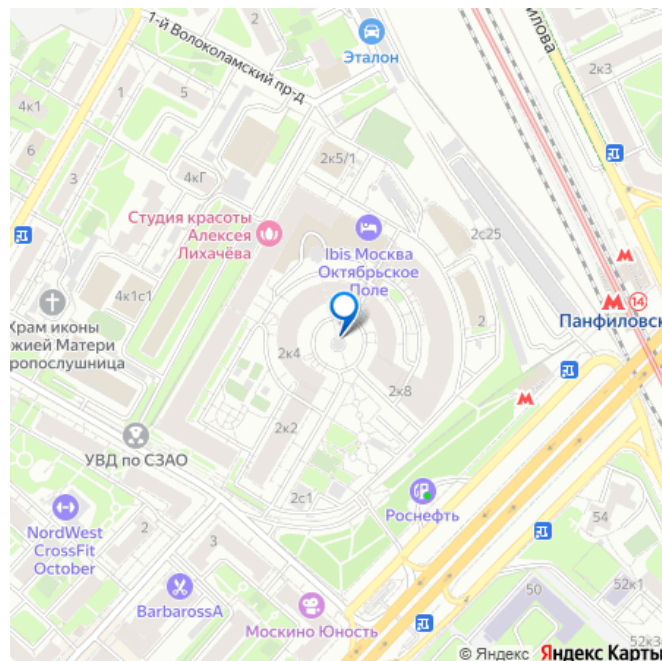 1-й Волоколамский пр-д
2
Эталон
илова
2к3
4к1
1
5
6
3
4кГ
2к5/1
Студия красоты
Алексея
Лихачёва
Ibis Москва
Октябрьское
Поле
2с25
14
Панфиловск
4к1с1
Храм иконы
жией Матери
ропослушница
2
2к4
2к8
2к2
УВД по СЗАО
2с1
Роснефть
NordWest
CrossFit
October
2
3
BarbarossA
Москино Юность
54
50
52к1
52к3
© Яндекс Яндекс Карты